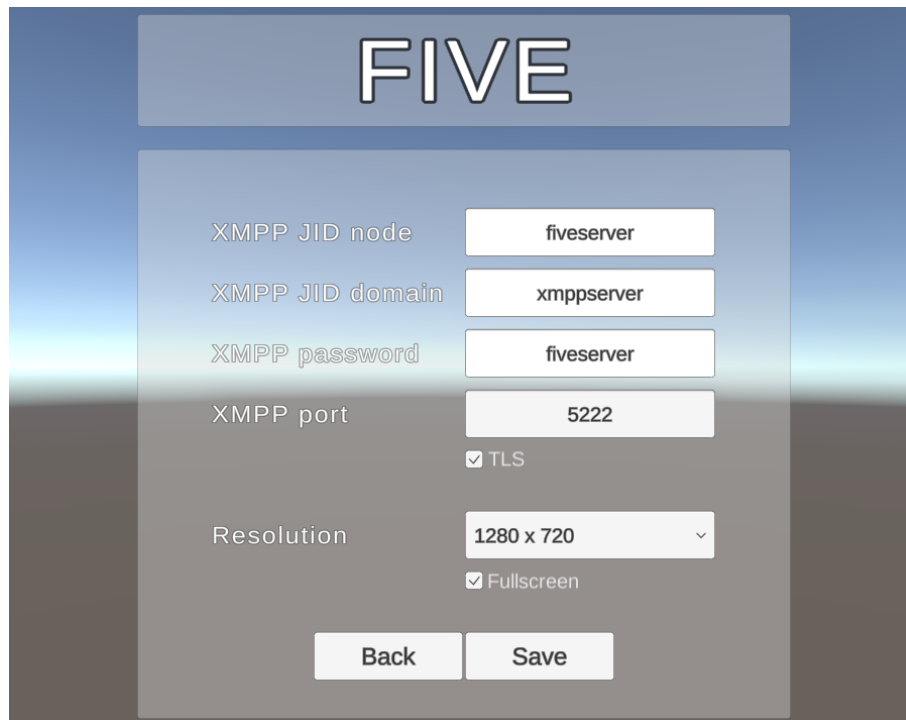 FIVE
XMPP JID node fiveserver
XMPP JID domain xmppserver
XMPP password fiveserver
XMPP port 5222
TLS
Resolution 1280 x 720
Fullscreen
Back Save